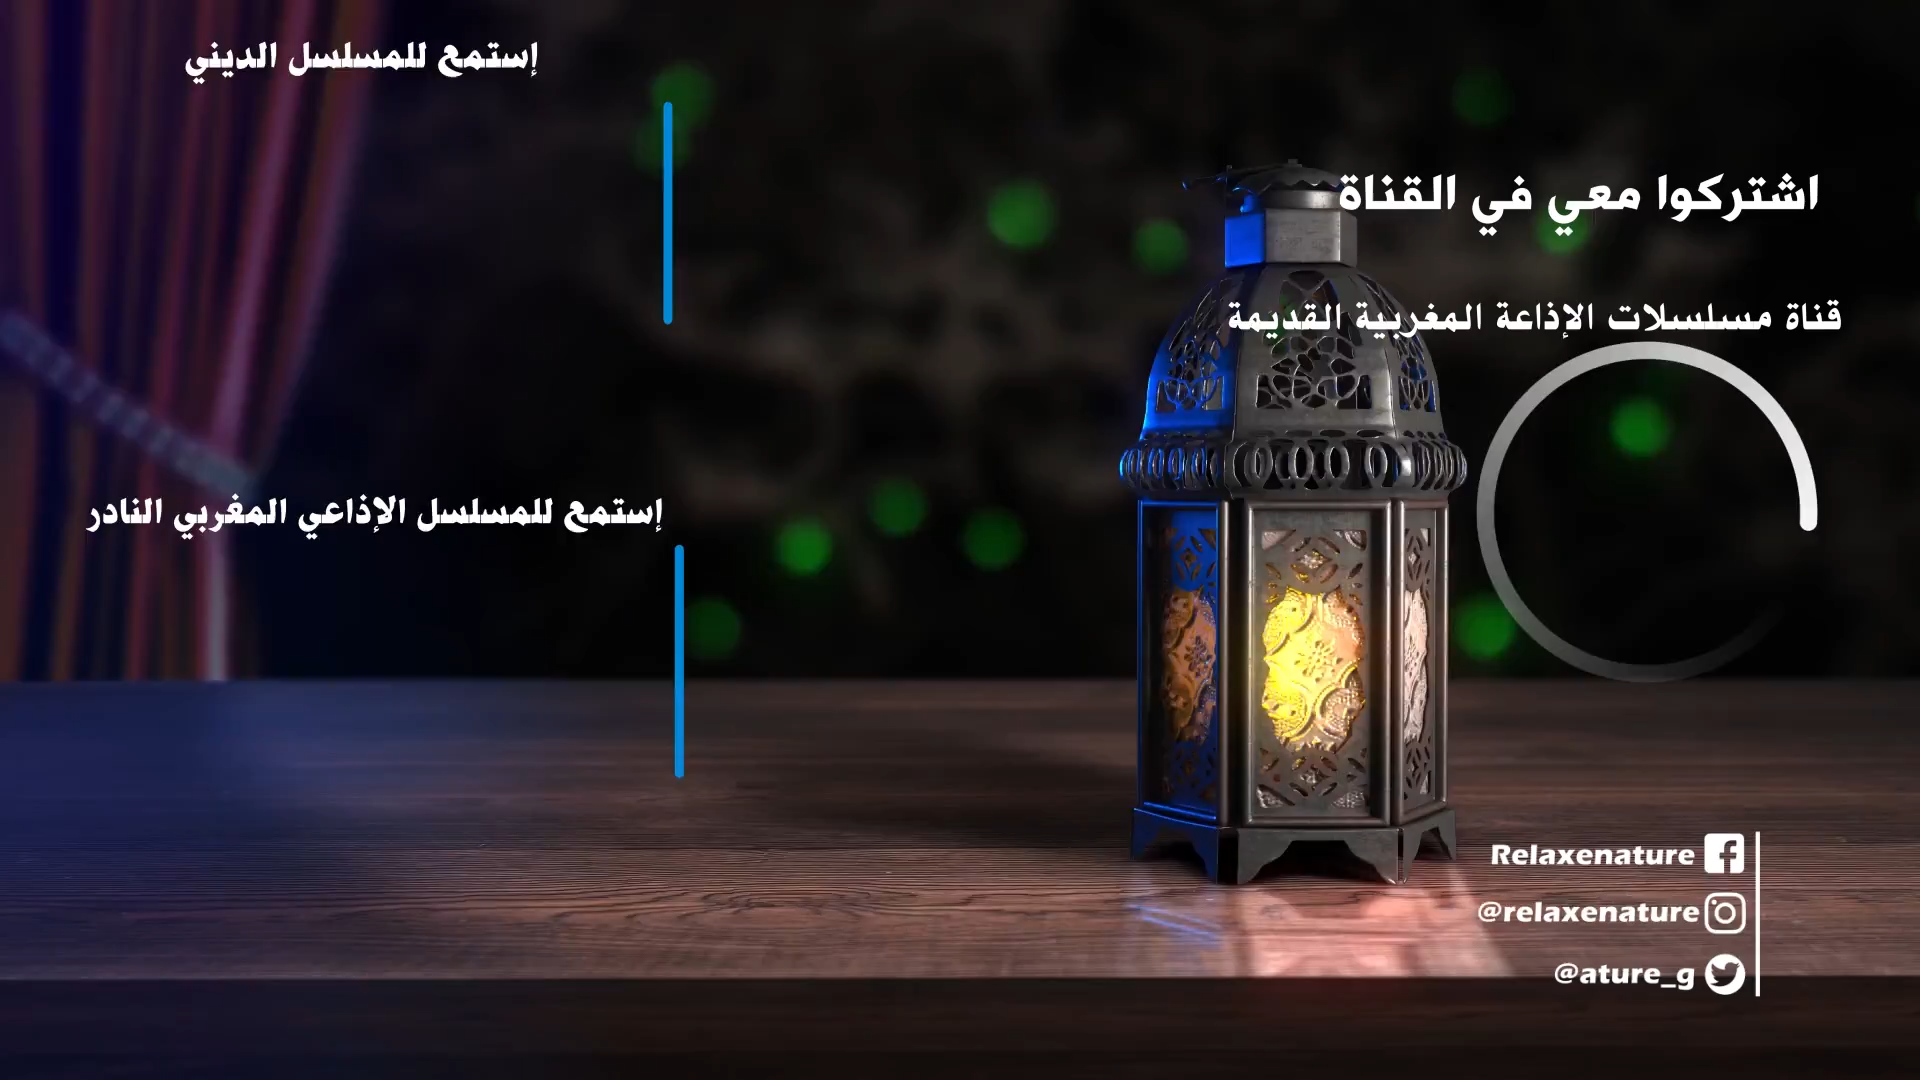 إستمع للمسلسل الديني
اشتركوا معي في القناة
قناة مسلسلات الإذاعة المغربية القديمة
إستمع للمسلسل الإذاعي المغربي النادر
Relaxenature
@relaxenature
@ature_g